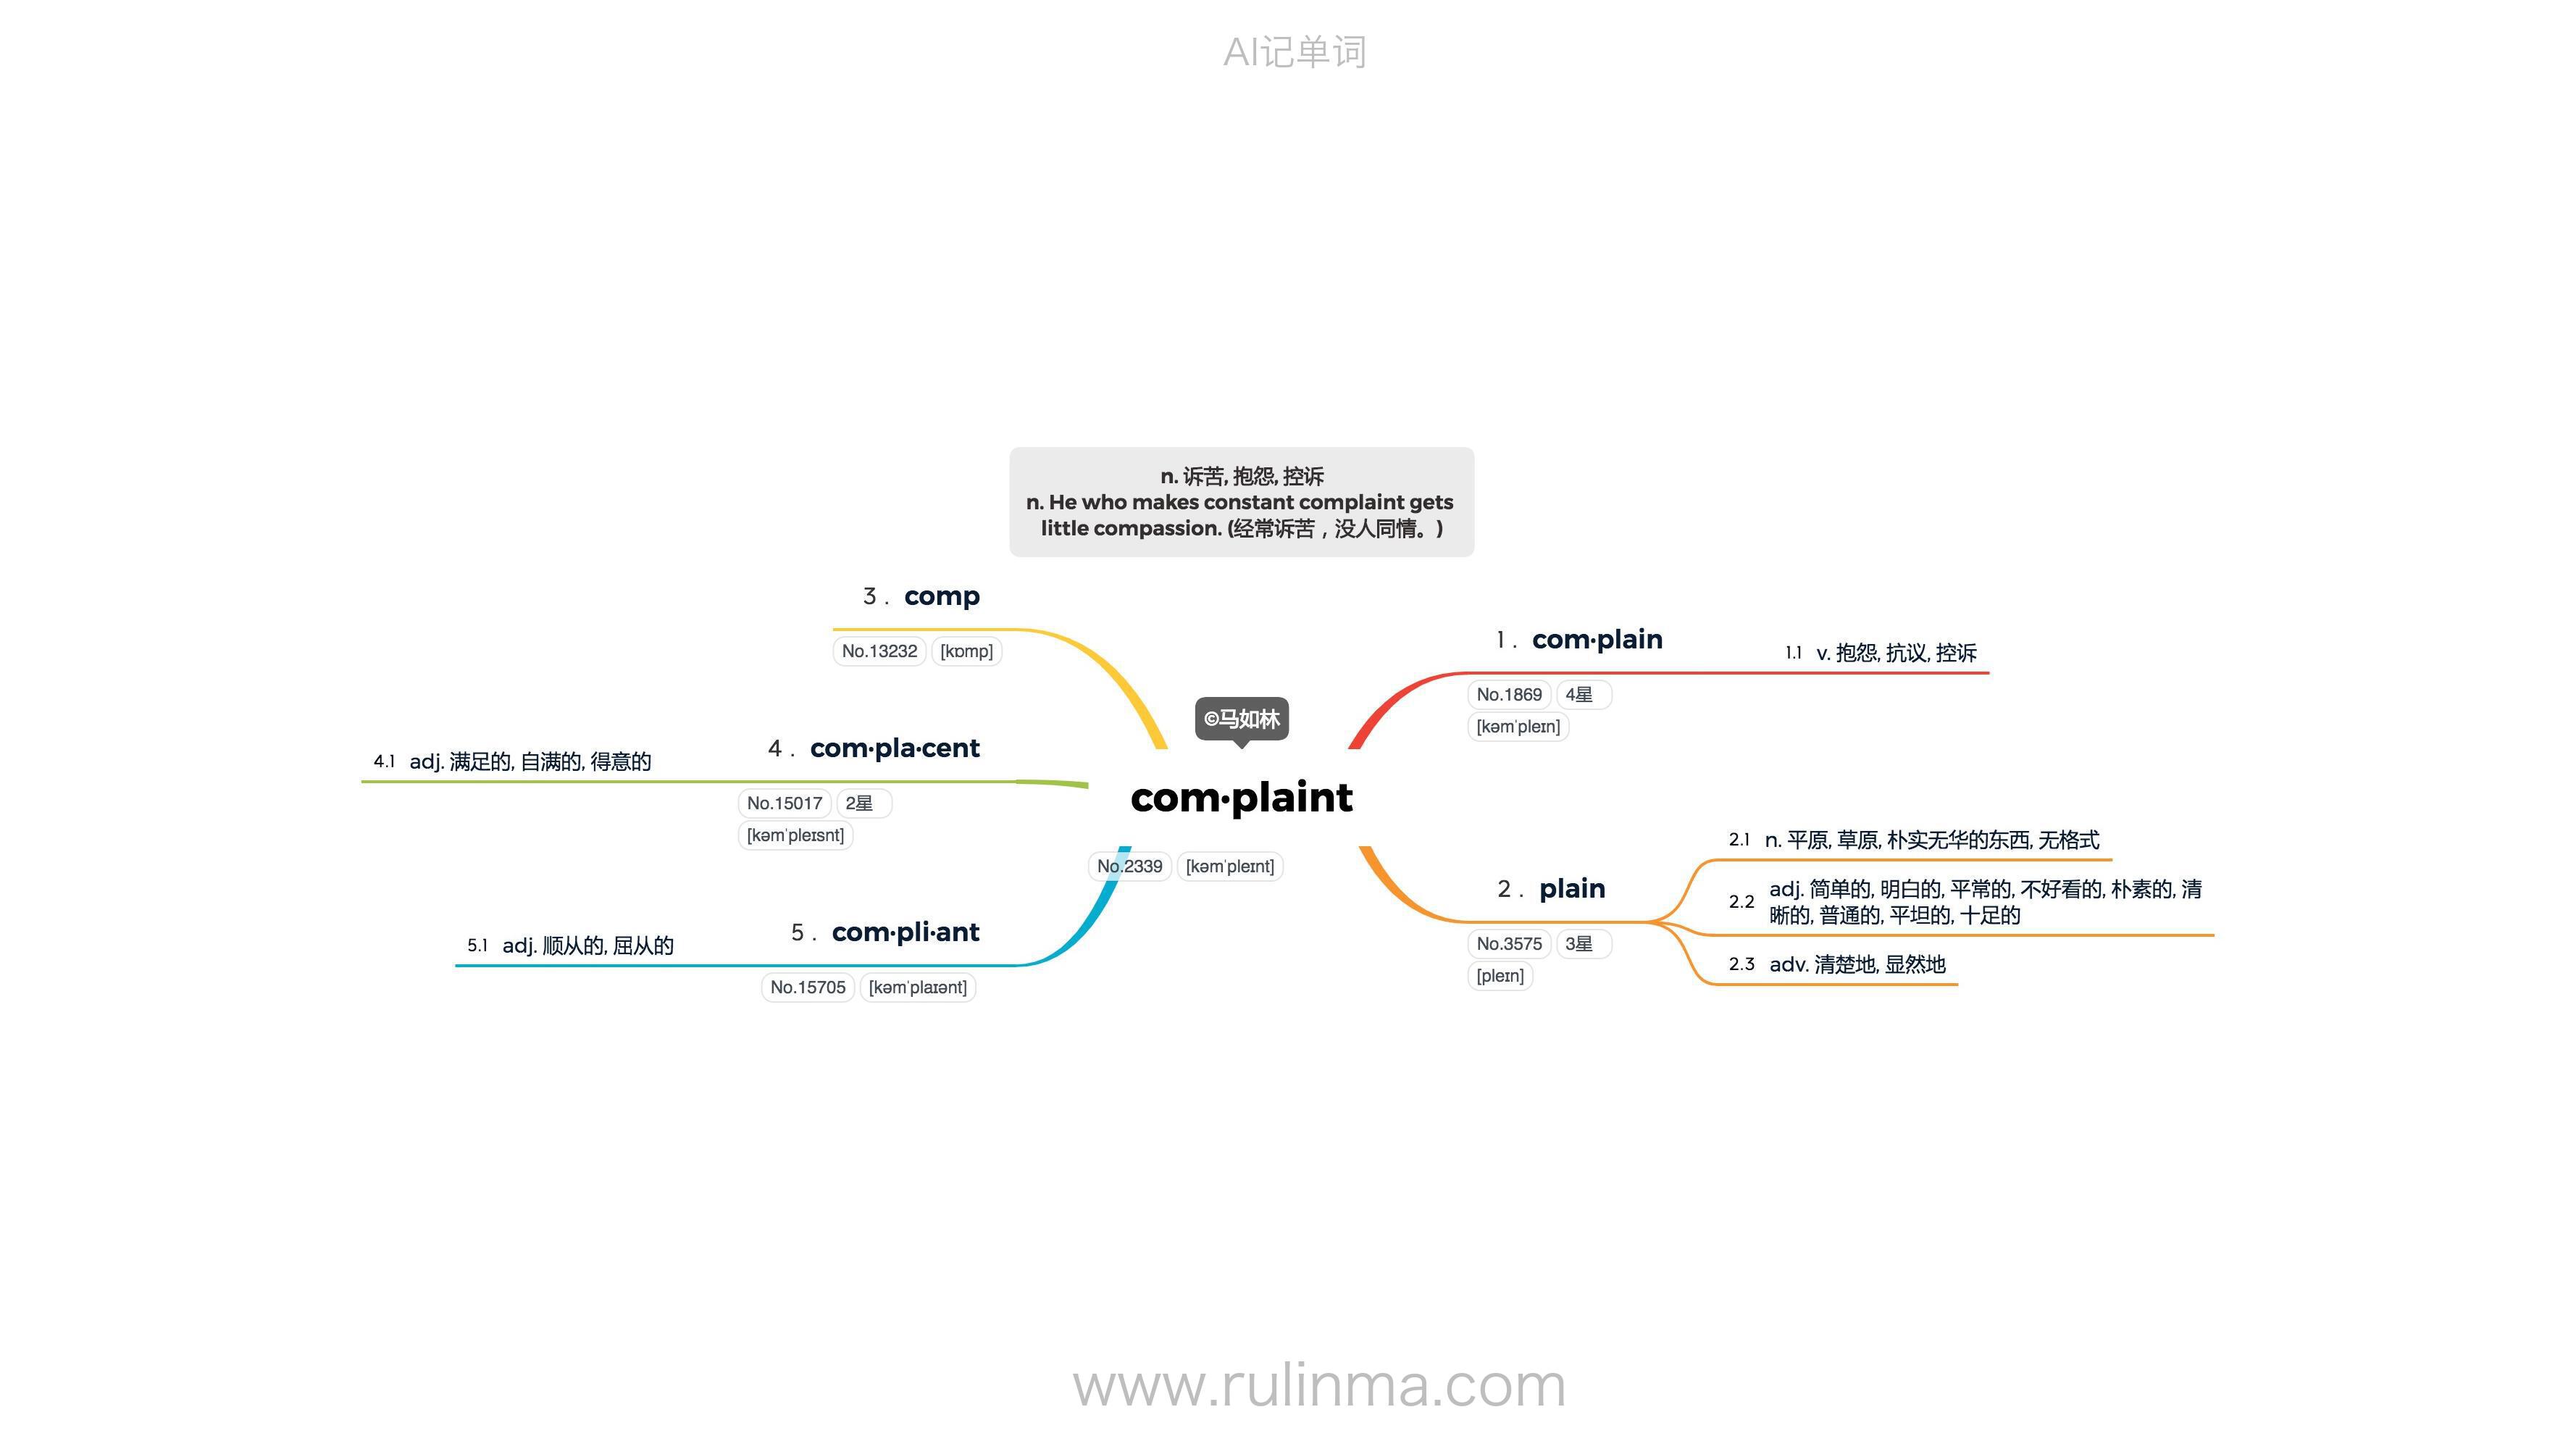 AI记单词
n. 诉苦, 抱怨, 控诉
n. He who makes constant complaint gets
little compassion. (经常诉苦，没人同情。)
©马如林
com·plaint
No.2339 [kəmˈpleɪnt]
1. com·plain
No.1869 4星
[kəmˈpleɪn]
1.1 v. 抱怨, 抗议, 控诉
2. plain
No.3575 3星
[pleɪn]
2.1 n. 平原, 草原, 朴实无华的东西, 无格式
2.2 adj. 简单的, 明白的, 平常的, 不好看的, 朴素的, 清
晰的, 普通的, 平坦的, 十足的
2.3 adv. 清楚地, 显然地
3. comp
No.13232 [kɒmp]
4. com·pla·cent
No.15017 2星
[kəmˈpleɪsnt]
4.1 adj. 满足的, 自满的, 得意的
5. com·pli·ant
No.15705 [kəmˈplaɪənt]
5.1 adj. 顺从的, 屈从的
www.rulinma.com